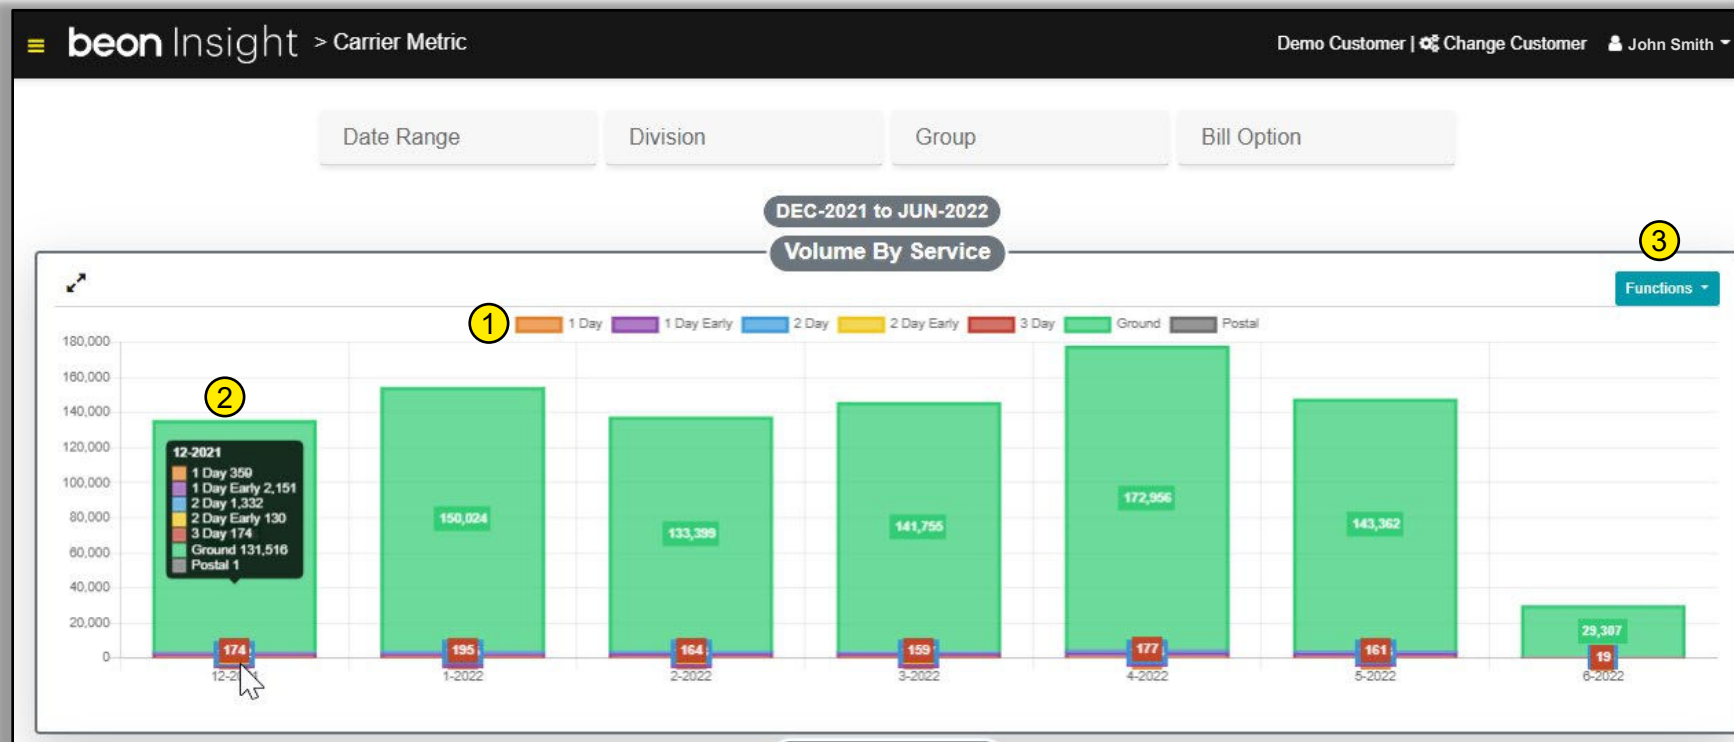 beon Insight > Carrier Metric
Demo Customer | Change Customer John Smith
Date Range Division Group Bill Option
DEC-2021 to JUN-2022
Volume By Service
3
Functions
1
1 Day 1 Day Early 2 Day 2 Day Early 3 Day Ground Postal
180,000
160,000
140,000
120,000
100,000
80,000
60,000
40,000
20,000
0
2
12-2021
1 Day 359
1 Day Early 2,151
2 Day 1,332
2 Day Early 130
3 Day 174
Ground 131,516
Postal 1
150,024
133,399
141,755
172,956
143,362
29,307
174 195 164 159 177 161 19
1-2022 2-2022 3-2022 4-2022 5-2022 6-2022